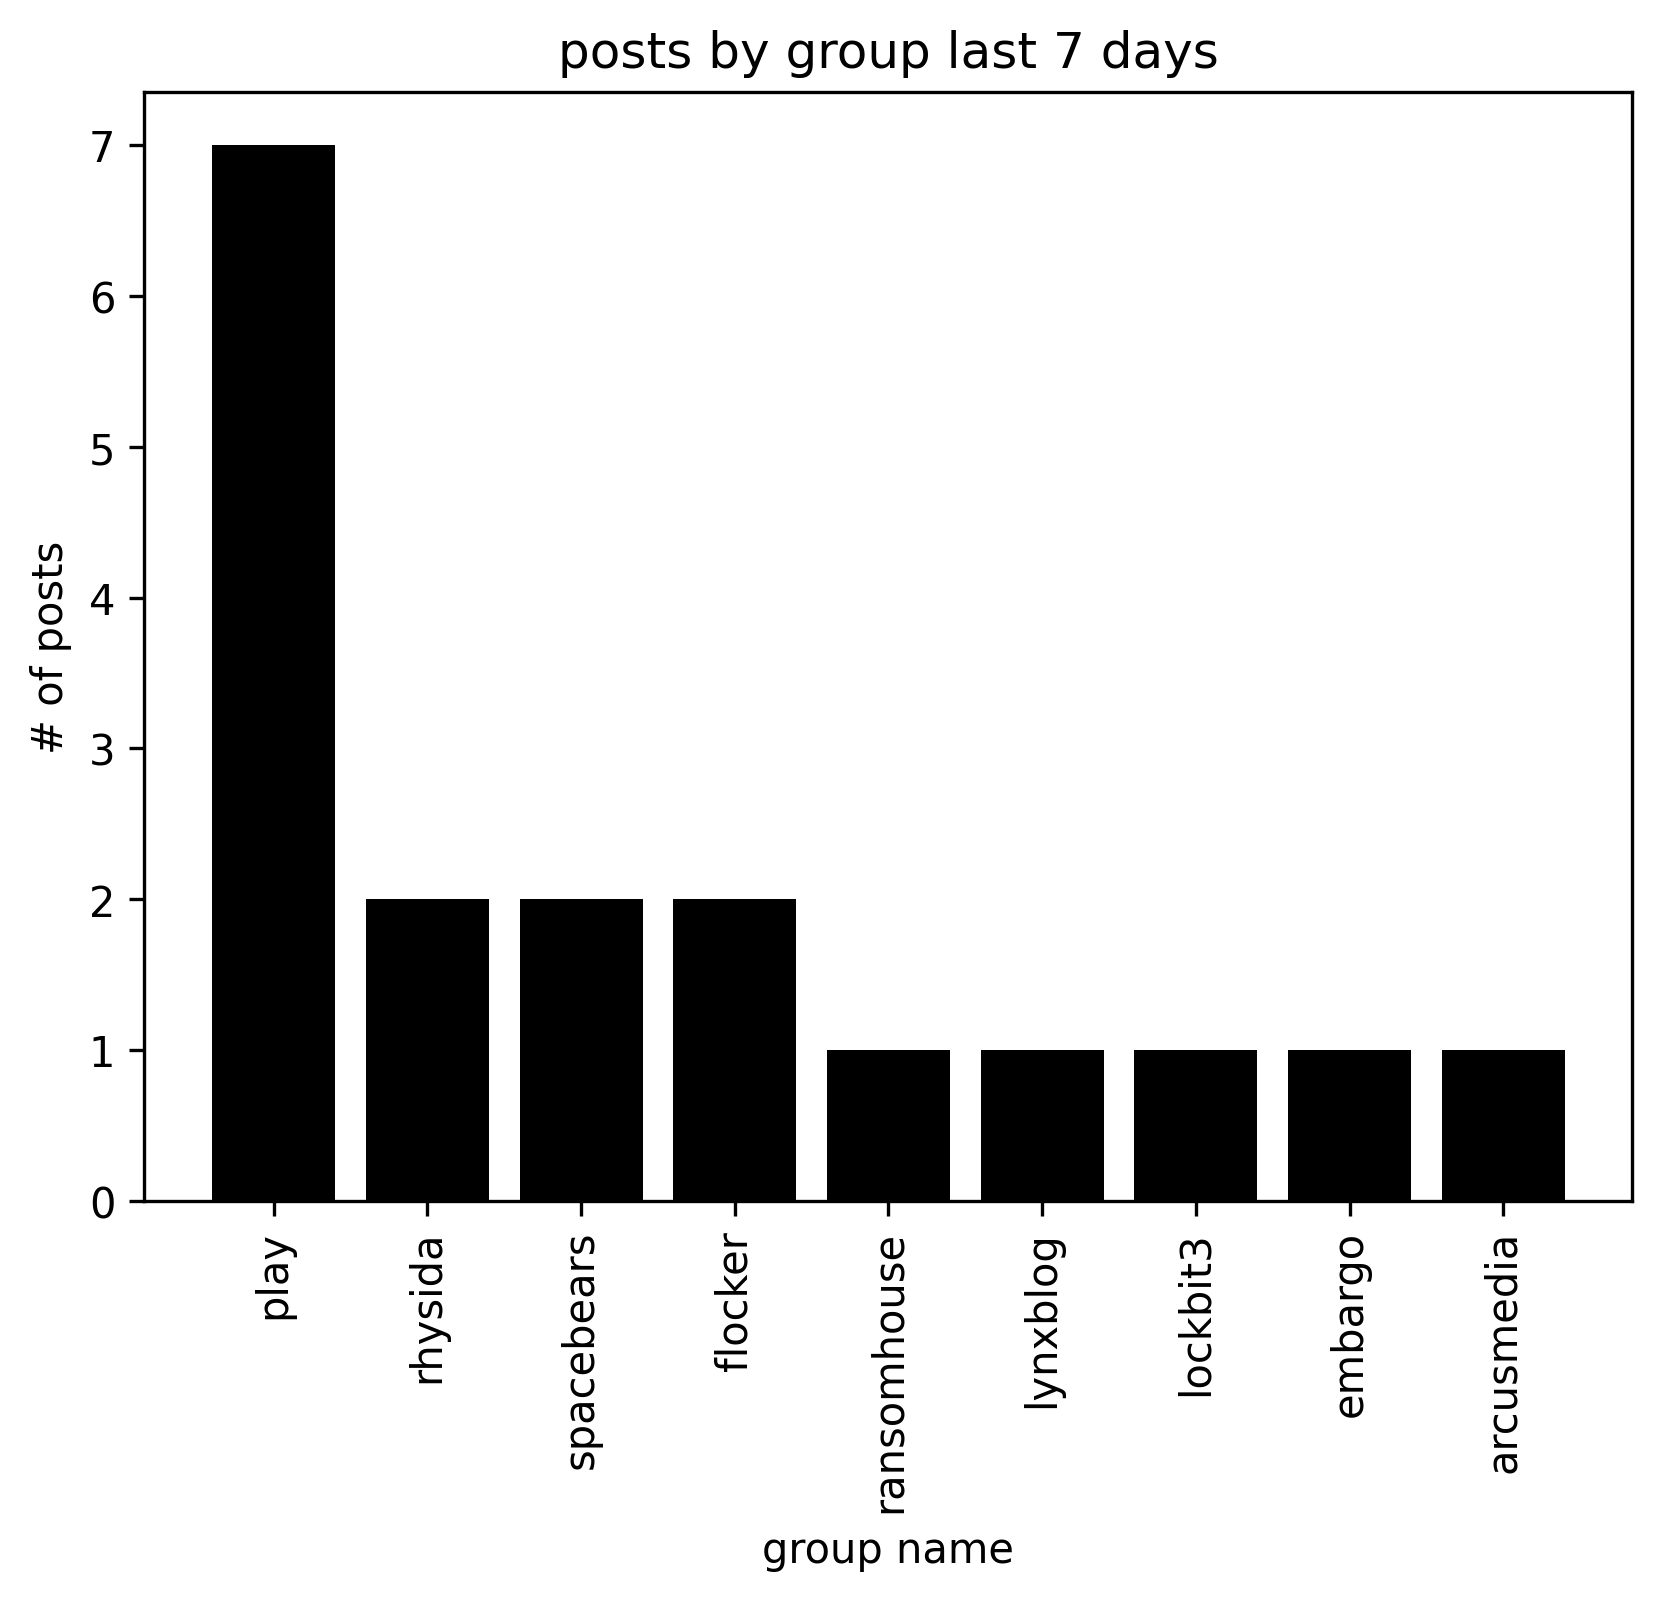 posts by group last 7 days
# of posts
7
6
5
4
3
2
1
0
play
rhysida
spacebears
flocker
ransomhouse
lynxblog
lockbit3
embargo
arcusmedia
group name